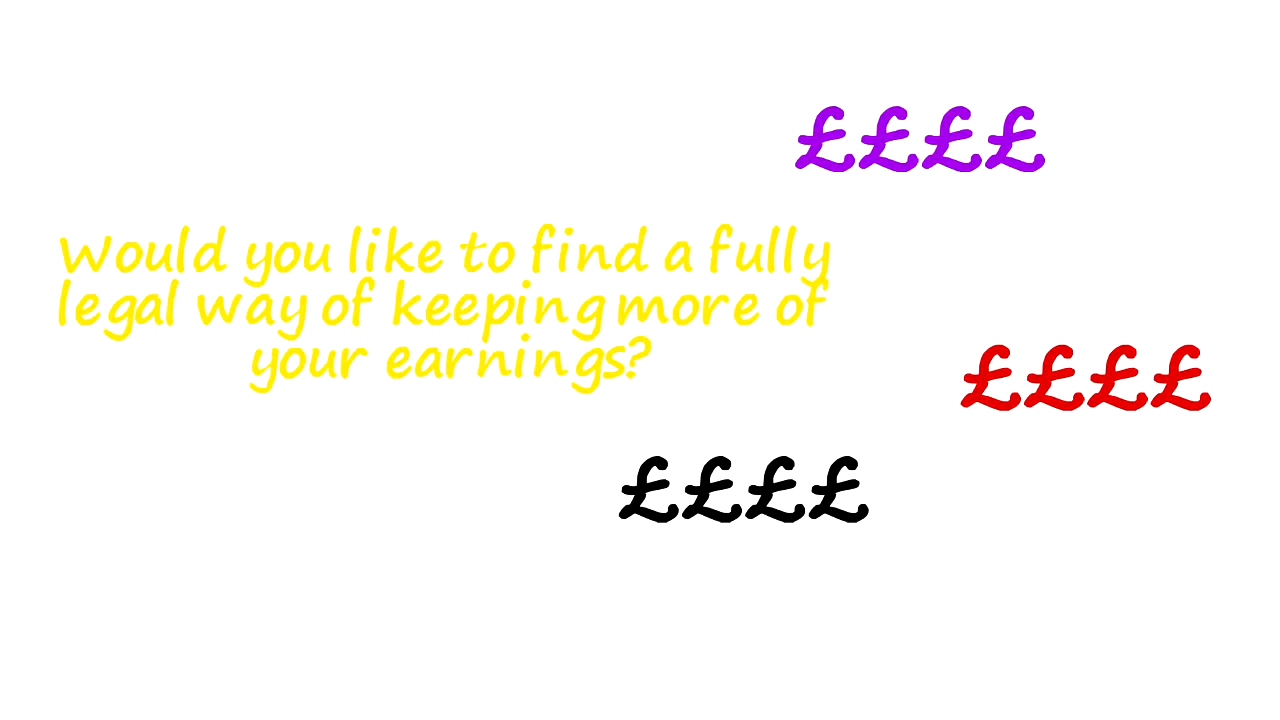 ££££
Would you like to find a fully
legal way of keeping more of
your earnings?
££££
££££